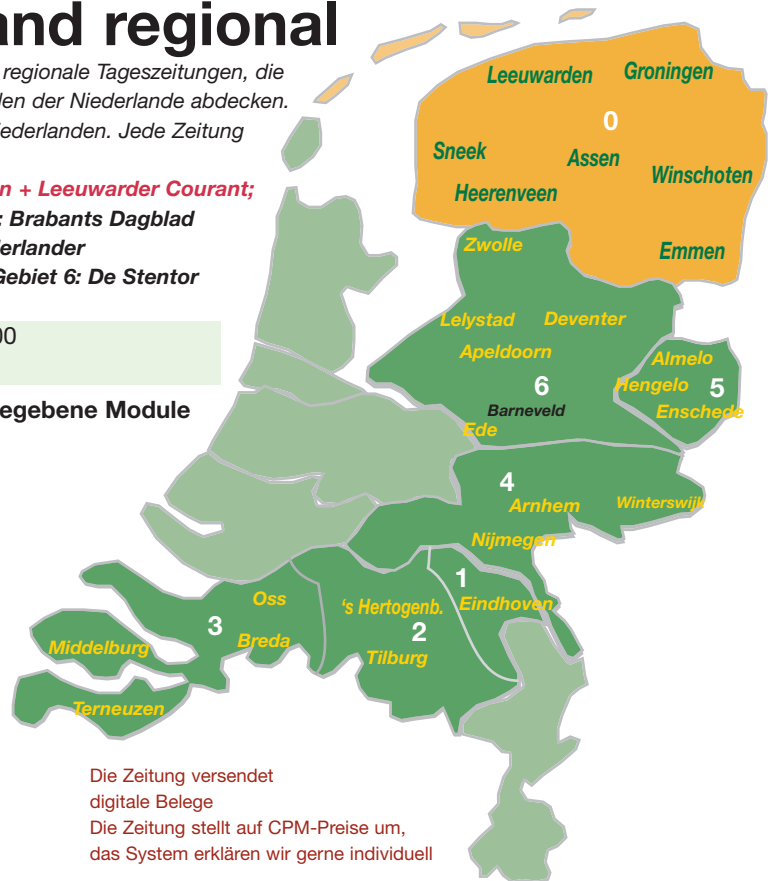 and regional
regionale Tageszeitungen, die
den der Niederlande abdecken.
Niederlanden. Jede Zeitung
n + Leeuwarder Courant;
: Brabants Dagblad
derlander
Gebiet 6: De Stentor
00
egebene Module
Leeuwarden
Groningen
0
Sneek
Assen
Winschoten
Heerenveen
Emmen
Zwolle
Lelystad
Deventer
Apeldoorn
Almelo
Hengelo
5
6
Barneveld
Enschede
Ede
4
Arnhem
Winterswijk
Nijmegen
1
Oss
's Hertogenb.
Eindhoven
3
2
Middelburg
Breda
Tilburg
Terneuzen
Die Zeitung versendet
digitale Belege
Die Zeitung stellt auf CPM-Preise um,
das System erklären wir gerne individuell